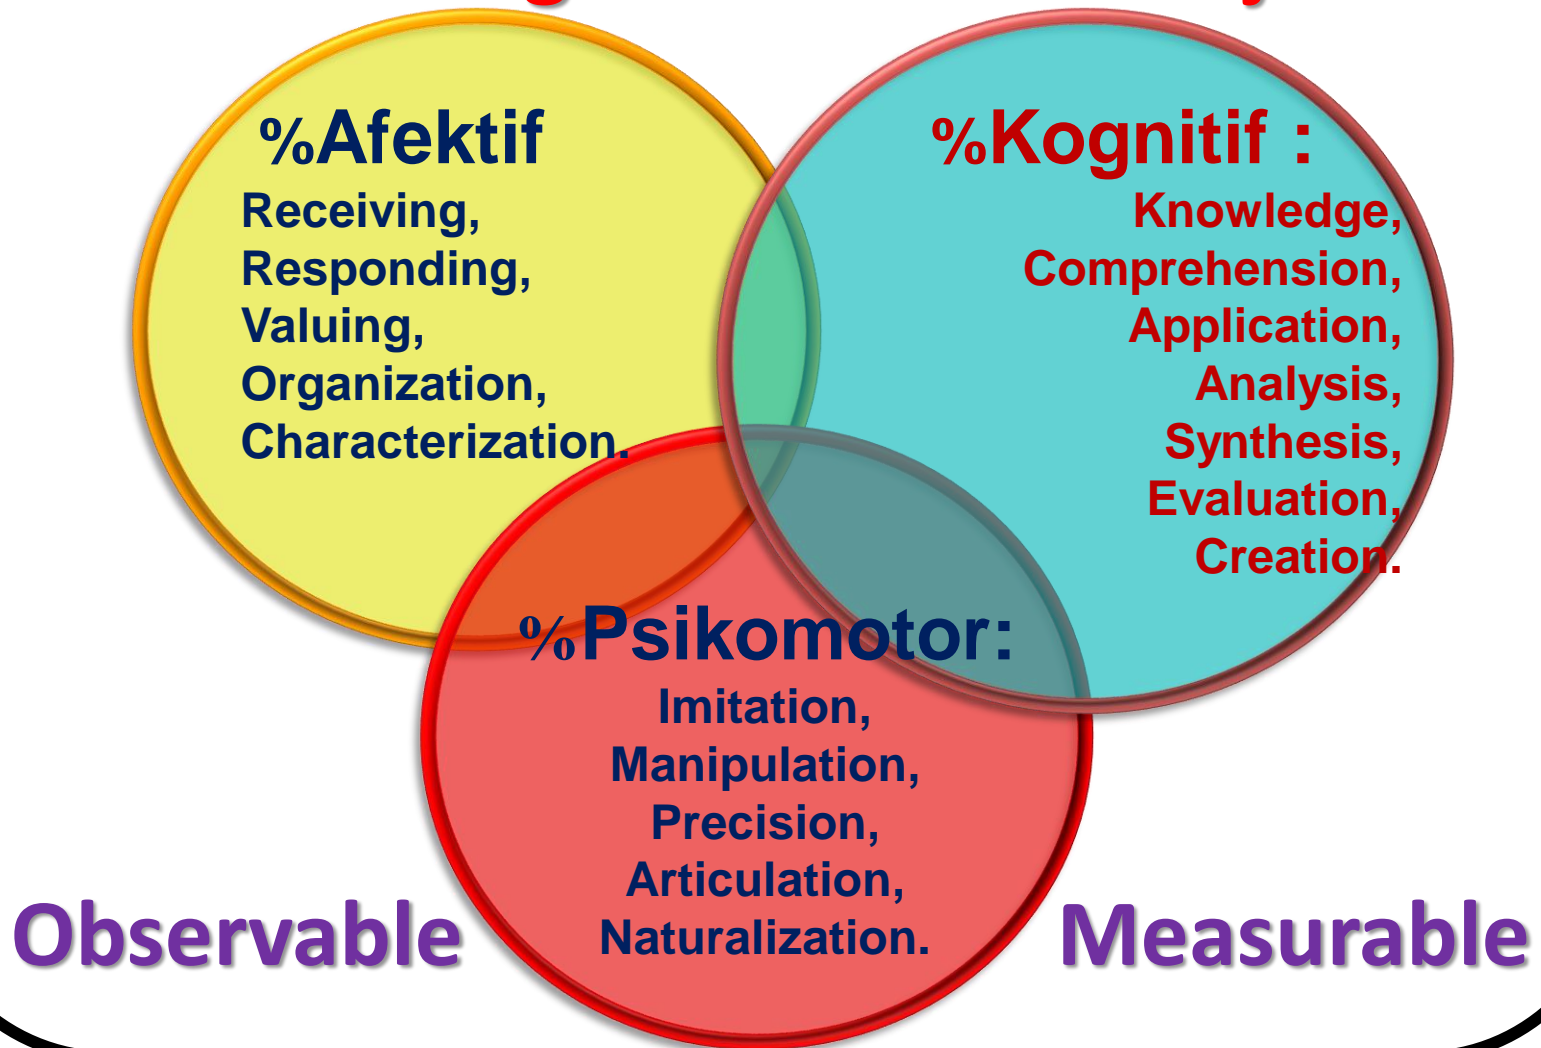 %Afektif
Receiving,
Responding,
Valuing,
Organization,
Characterization.
%Kognitif :
Knowledge,
Comprehension,
Application,
Analysis,
Synthesis,
Evaluation,
Creation.
%Psikomotor:
Imitation,
Manipulation,
Precision,
Articulation,
Naturalization.
Observable
Measurable